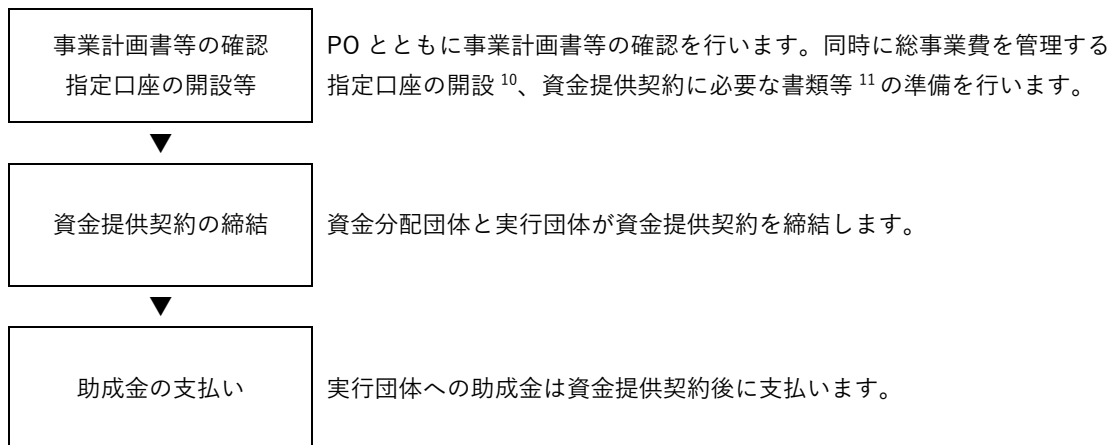 事業計画書等の確認
指定口座の開設等
PO とともに事業計画書等の確認を行います。同時に総事業費を管理する
指定口座の開設 10、資金提供契約に必要な書類等 11 の準備を行います。
▼
資金提供契約の締結
資金分配団体と実行団体が資金提供契約を締結します。
▼
助成金の支払い
実行団体への助成金は資金提供契約後に支払います。